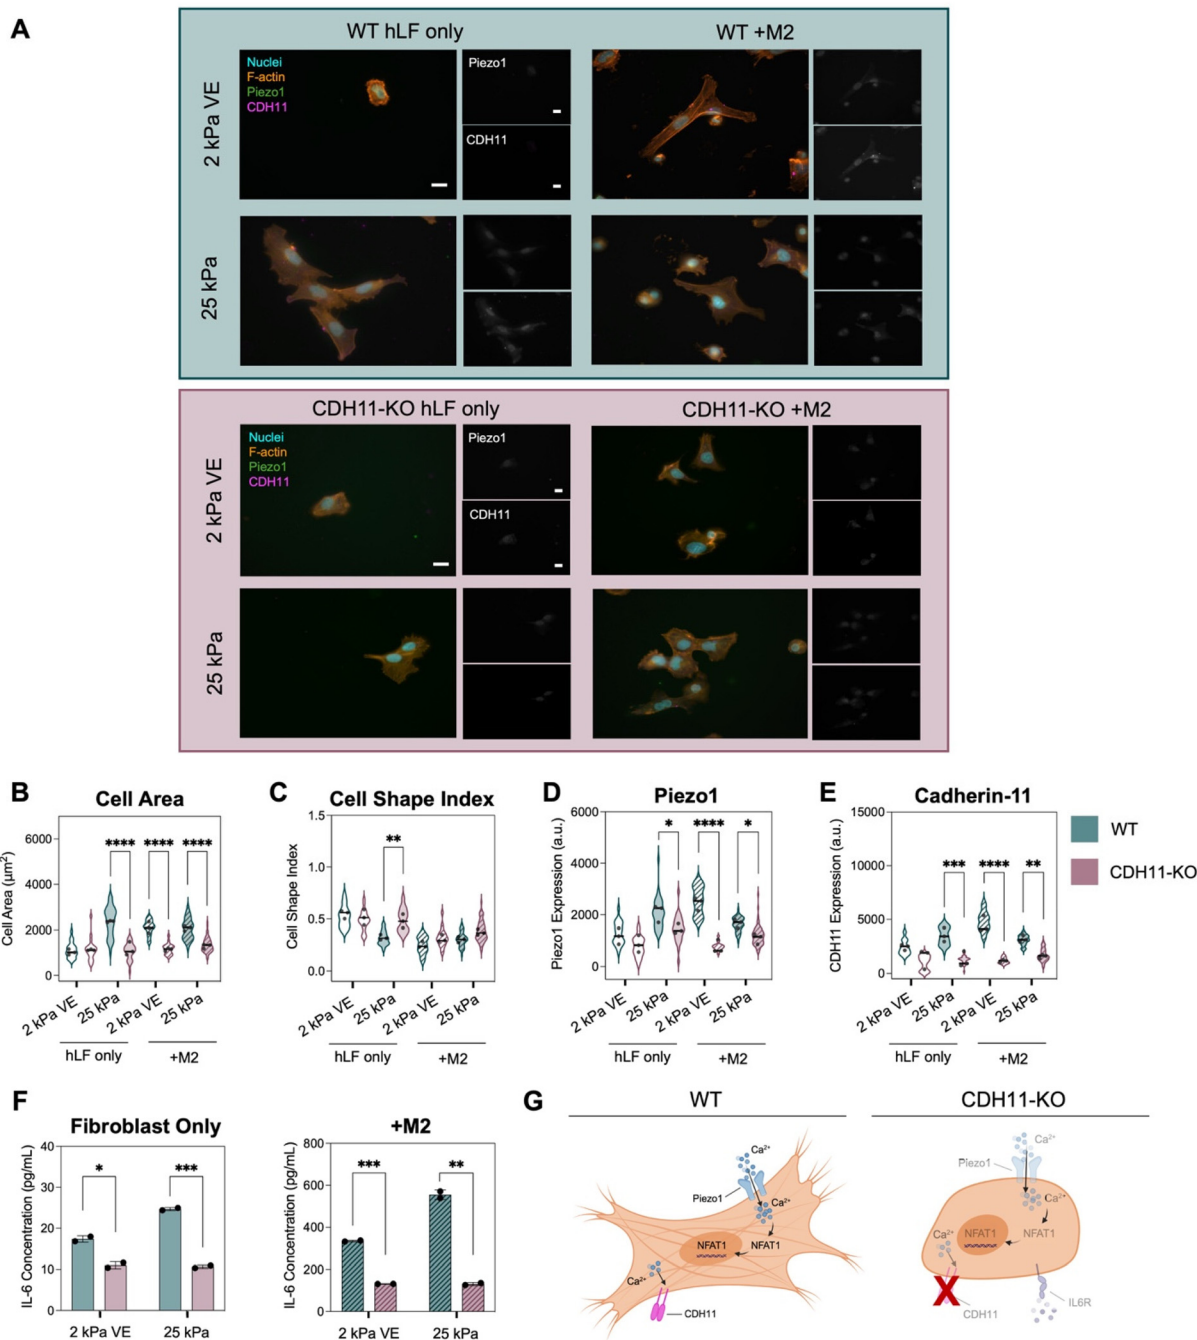 A
WT hLF only
WT +M2
2 kPa VE
Nuclei
F-actin
Piezo1
CDH11
Piezo1
CDH11
25 kPa
CDH11-KO hLF only
CDH11-KO +M2
2 kPa VE
Nuclei
F-actin
Piezo1
CDH11
Piezo1
CDH11
25 kPa
B
Cell Area
Cell Area (µm²)
6000
4000
2000
0
****
****
****
2 kPa VE
25 kPa
2 kPa VE
25 kPa
hLF only
+M2
C
Cell Shape Index
Cell Shape Index
1.5
1.0
0.5
0.0
**
2 kPa VE
25 kPa
2 kPa VE
25 kPa
hLF only
+M2
D
Piezo1
Piezo1 Expression (a.u.)
6000
4000
2000
0
*
****
*
2 kPa VE
25 kPa
2 kPa VE
25 kPa
hLF only
+M2
E
Cadherin-11
CDH11 Expression (a.u.)
15000
10000
5000
0
***
****
**
2 kPa VE
25 kPa
2 kPa VE
25 kPa
hLF only
+M2
WT
CDH11-KO
F
Fibroblast Only
IL-6 Concentration (pg/mL)
40
30
20
10
0
*
***
2 kPa VE
25 kPa
+M2
IL-6 Concentration (pg/mL)
800
600
400
200
0
***
**
2 kPa VE
25 kPa
G
WT
Ca²⁺
Piezo1
Ca²⁺
NFAT1
NFAT1
Ca²⁺
CDH11
CDH11-KO
Ca²⁺
Piezo1
Ca²⁺
Ca²⁺
NFAT1
NFAT1
X
CDH11
IL6R